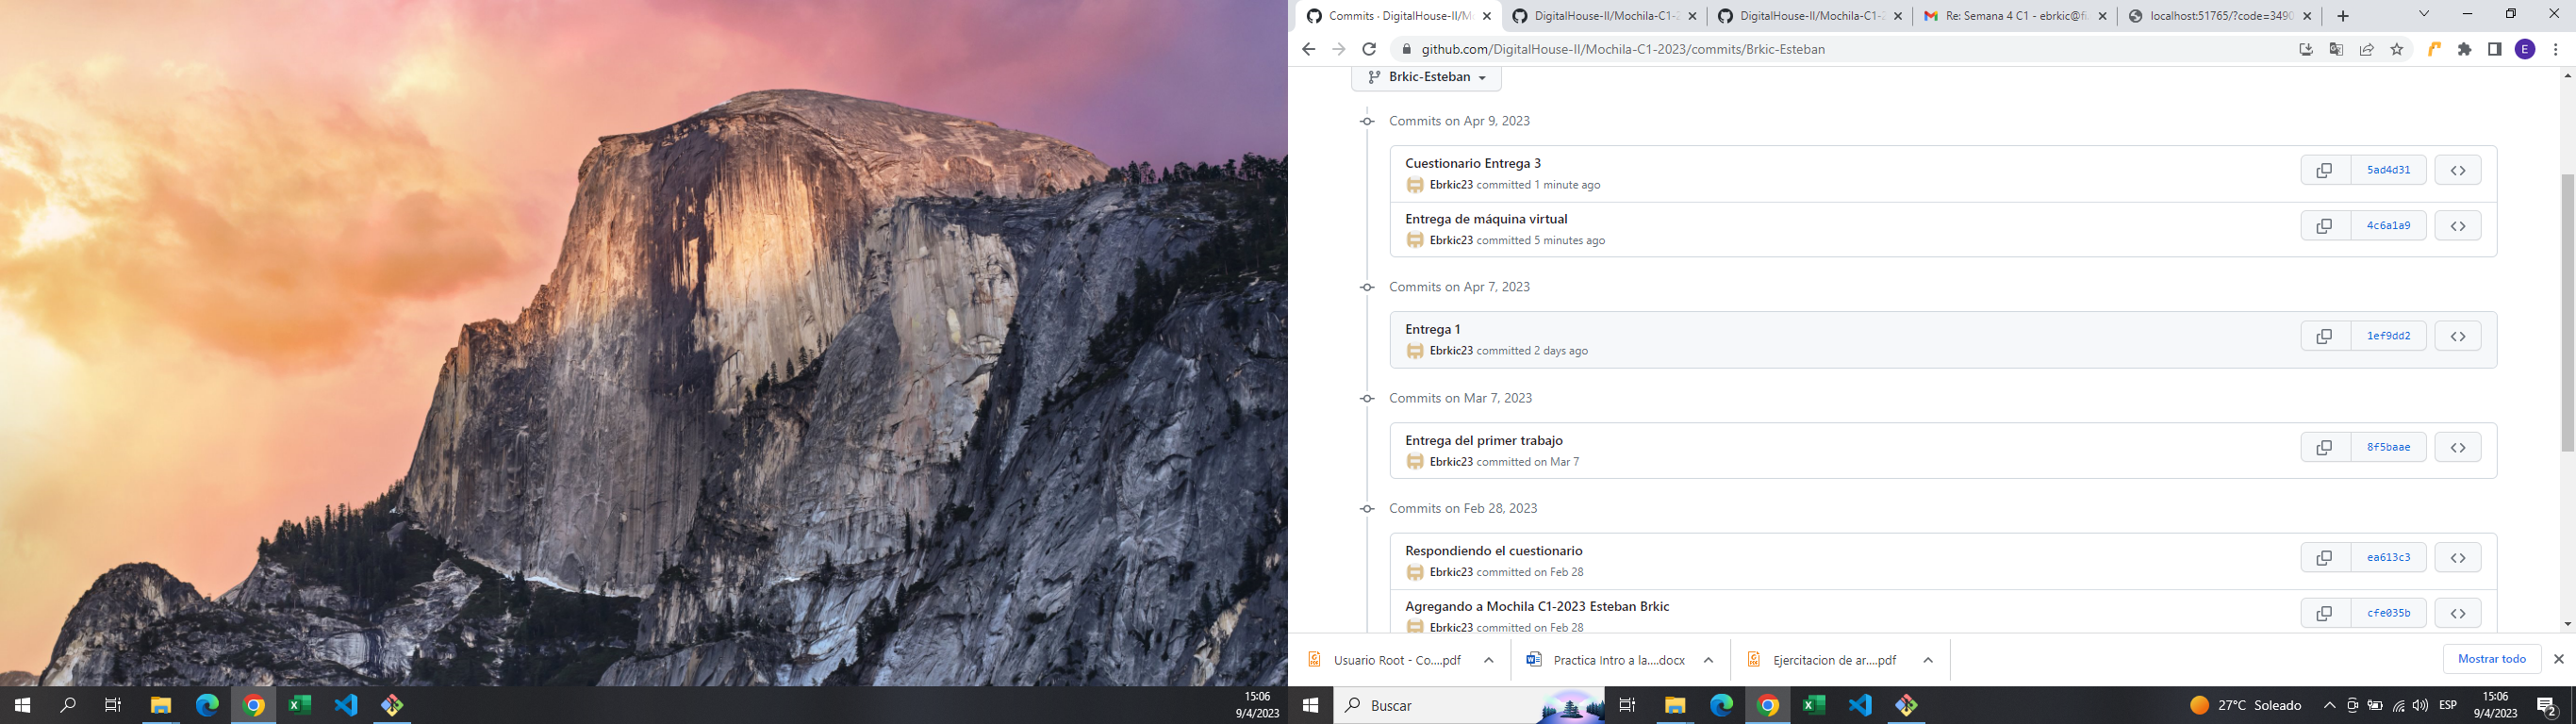 Commits · DigitalHouse-II/M
DigitalHouse-II/Mochila-C1-2
DigitalHouse-II/Mochila-C1-2
Re: Semana 4 C1 - ebrkic@fi
localhost:51765/?code=3490
github.com/DigitalHouse-II/Mochila-C1-2023/commits/Brkic-Esteban
E
Brkic-Esteban
Commits on Apr 9, 2023
Cuestionario Entrega 3
5ad4d31
Ebrkic23 committed 1 minute ago
Entrega de máquina virtual
4c6a1a9
Ebrkic23 committed 5 minutes ago
Commits on Apr 7, 2023
Entrega 1
1ef9dd2
Ebrkic23 committed 2 days ago
Commits on Mar 7, 2023
Entrega del primer trabajo
8f5baae
Ebrkic23 committed on Mar 7
Commits on Feb 28, 2023
Respondiendo el cuestionario
ea613c3
Ebrkic23 committed on Feb 28
Agregando a Mochila C1-2023 Esteban Brkic
cfe035b
Ebrkic23 committed on Feb 28
Usuario Root - Co....pdf
Practica Intro a la....docx
Ejercitacion de ar....pdf
Mostrar todo
15:06
9/4/2023
Buscar
27°C Soleado
ESP
15:06
9/4/2023
2